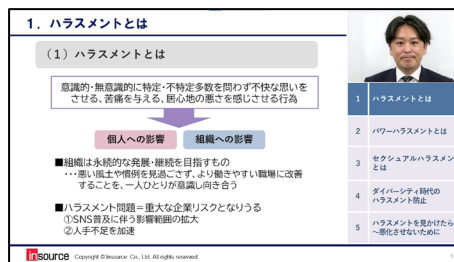 1. ハラスメントとは
(1)ハラスメントとは
意識的・無意識的に特定・不特定多数を問わず不快な思いを
させる、苦痛を与える、居心地の悪さを感じさせる行為
個人への影響
組織への影響
■組織は永続的な発展・継続を目指すもの
・・・悪い風土や慣例を見過ごさず、より働きやすい職場に改善
することを、一人ひとりが意識し向き合う
■ハラスメント問題=重大な企業リスクとなりうる
①SNS普及に伴う影響範囲の拡大
②人手不足を加速
insource Copyright © Insource Co., Ltd. All rights reserved.
1 ハラスメントとは
2 パワーハラスメントとは
3 セクシュアルハラスメント
とは
4 ダイバーシティ時代の
ハラスメント防止
5 ハラスメントを見かけたら
~悪化させないために